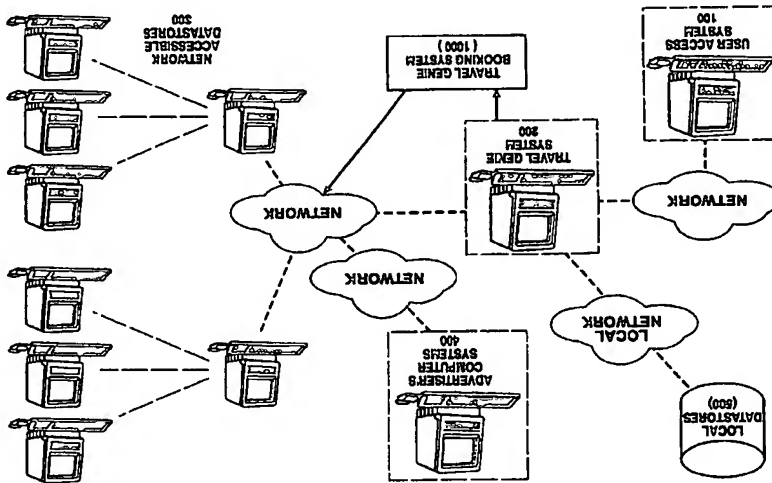 LOCAL
DATASTORES
(500)
ADVERTISER'S
COMPUTER
SYSTEMS
400
LOCAL
NETWORK
NETWORK
NETWORK
NETWORK
TRAVEL GENIE
SYSTEM
200
USER ACCESS
SYSTEM
100
TRAVEL GENIE
BOOKING SYSTEM
(1000)
NETWORK
ACCESSIBLE
DATASTORES
300